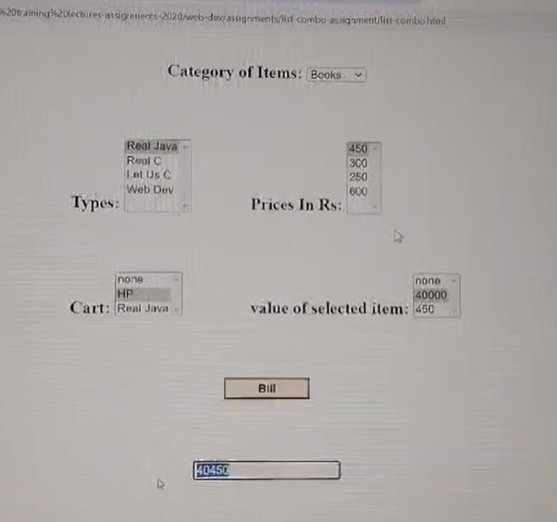 %20training%20lectures-assignments-2020/web-dev/assignments/list-combo-assignment/list-combo.html
Category of Items: Books
Real Java
Real C
Let Us C
Web Dev
Types:
450
300
250
600
Prices In Rs:
none
HP
Real Java
Cart:
none
40000
450
value of selected item:
Bill
40450